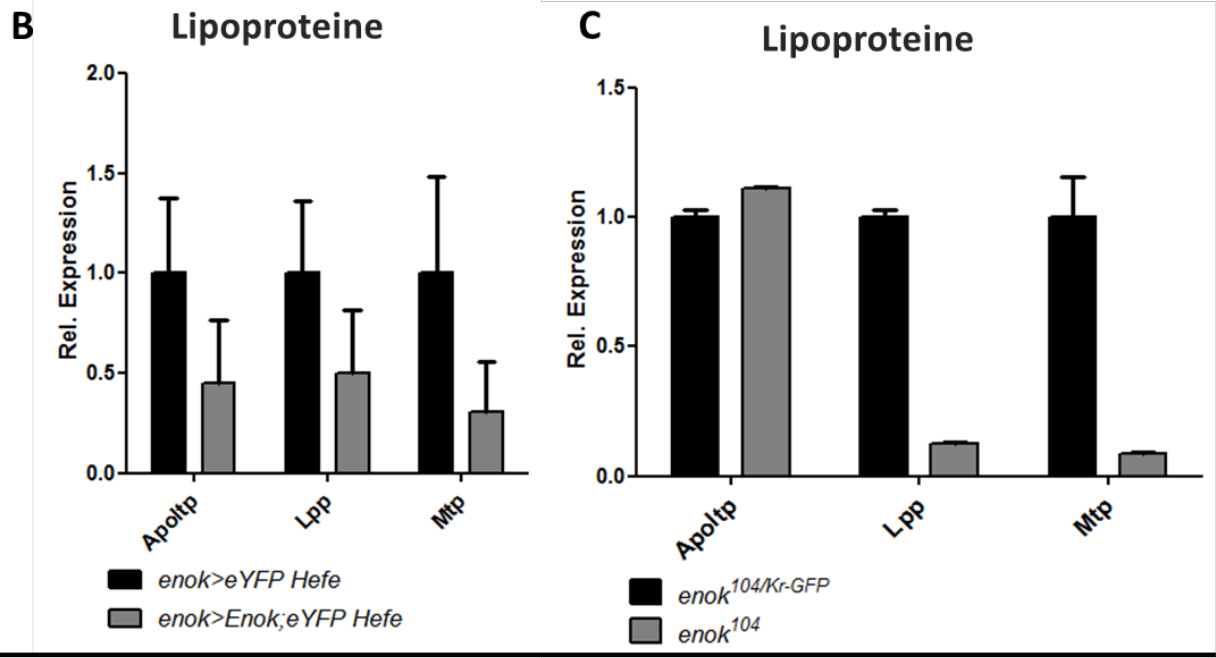 B
Lipoproteine
2.0
1.5
1.0
0.5
0.0
Rel. Expression
Apoltp
Lpp
Mtp
enok>eYFP Hefe
enok>Enok;eYFP Hefe
C
Lipoproteine
1.5
1.0
0.5
0.0
Rel. Expression
Apoltp
Lpp
Mtp
enok104/Kr-GFP
enok104